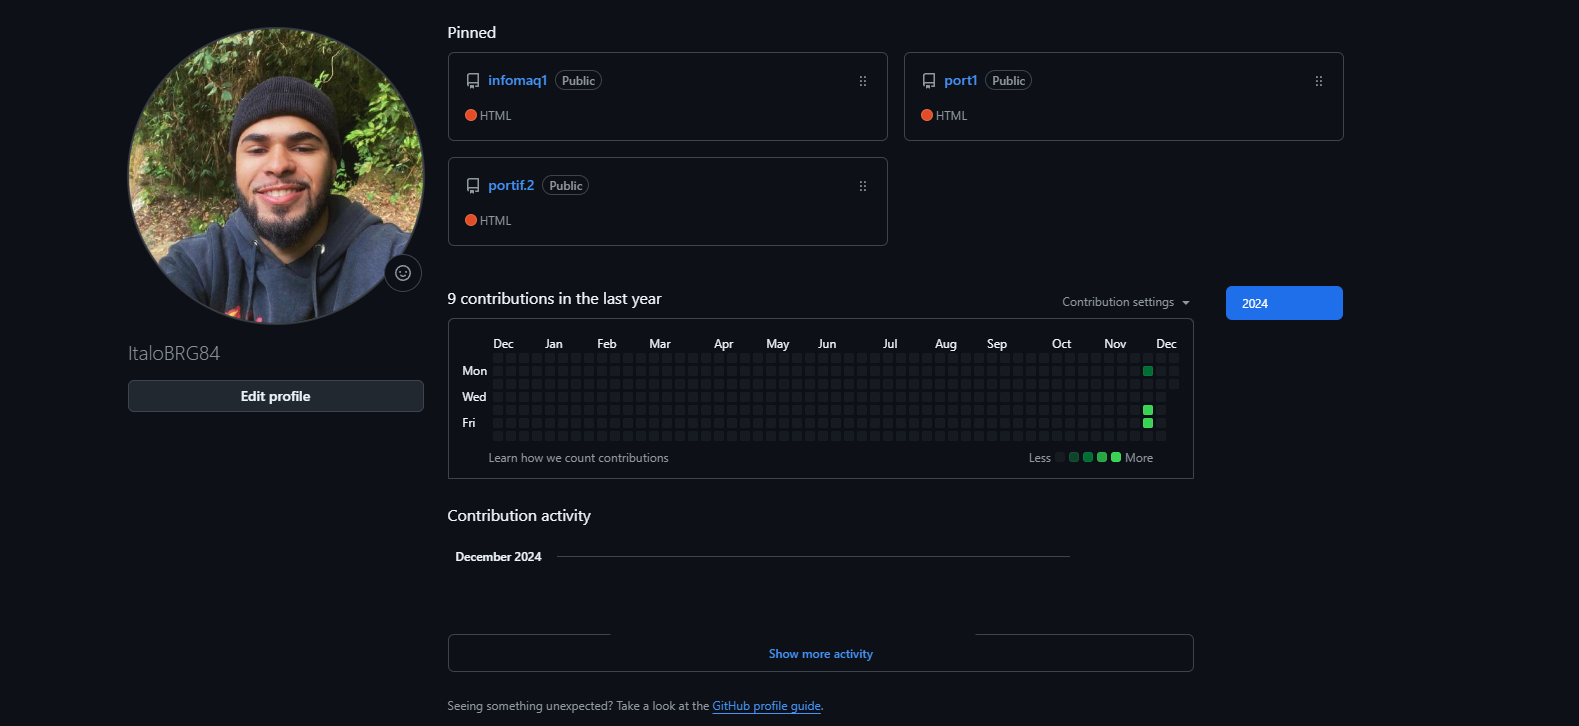 Pinned
infomaq1 Public
HTML
port1 Public
HTML
portif.2 Public
HTML
ItaloBRG84
Edit profile
9 contributions in the last year
Contribution settings
2024
Dec Jan Feb Mar Apr May Jun Jul Aug Sep Oct Nov Dec
Mon
Wed
Fri
Learn how we count contributions
Less More
Contribution activity
December 2024
Show more activity
Seeing something unexpected? Take a look at the GitHub profile guide.